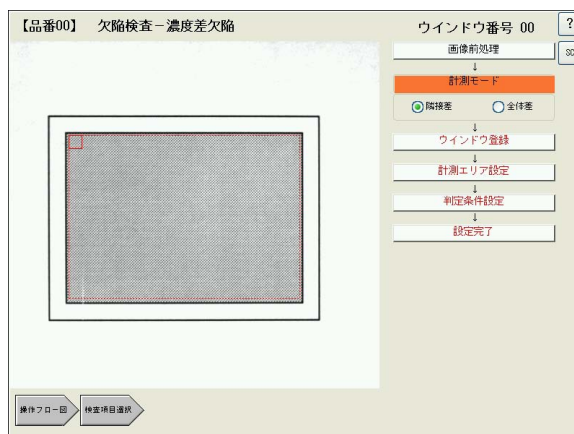 【品番00】 欠陥検査－濃度差欠陥
ウインドウ番号 00
?
画像前処理
↓
SC
計測モード
隣接差 全体差
↓
ウインドウ登録
↓
計測エリア設定
↓
判定条件設定
↓
設定完了
操作フロー図 検査項目選択